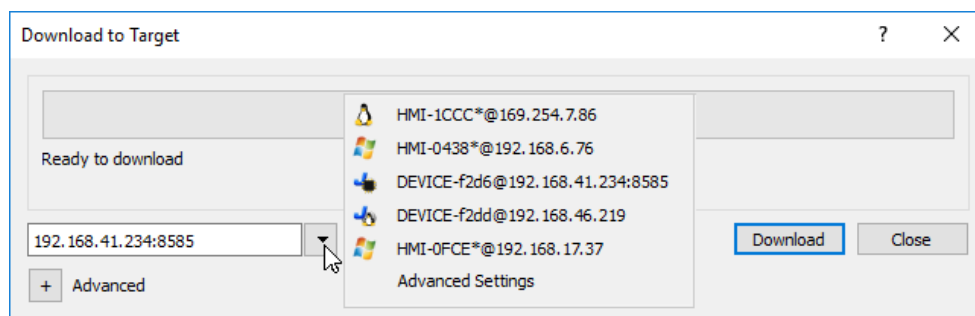 Download to Target
?
HMI-1CCC*@169.254.7.86
HMI-0438*@192.168.6.76
Ready to download
DEVICE-f2d6@192.168.41.234:8585
DEVICE-f2dd@192.168.46.219
192.168.41.234:8585
HMI-0FCE*@192.168.17.37
Download
Close
+ Advanced
Advanced Settings